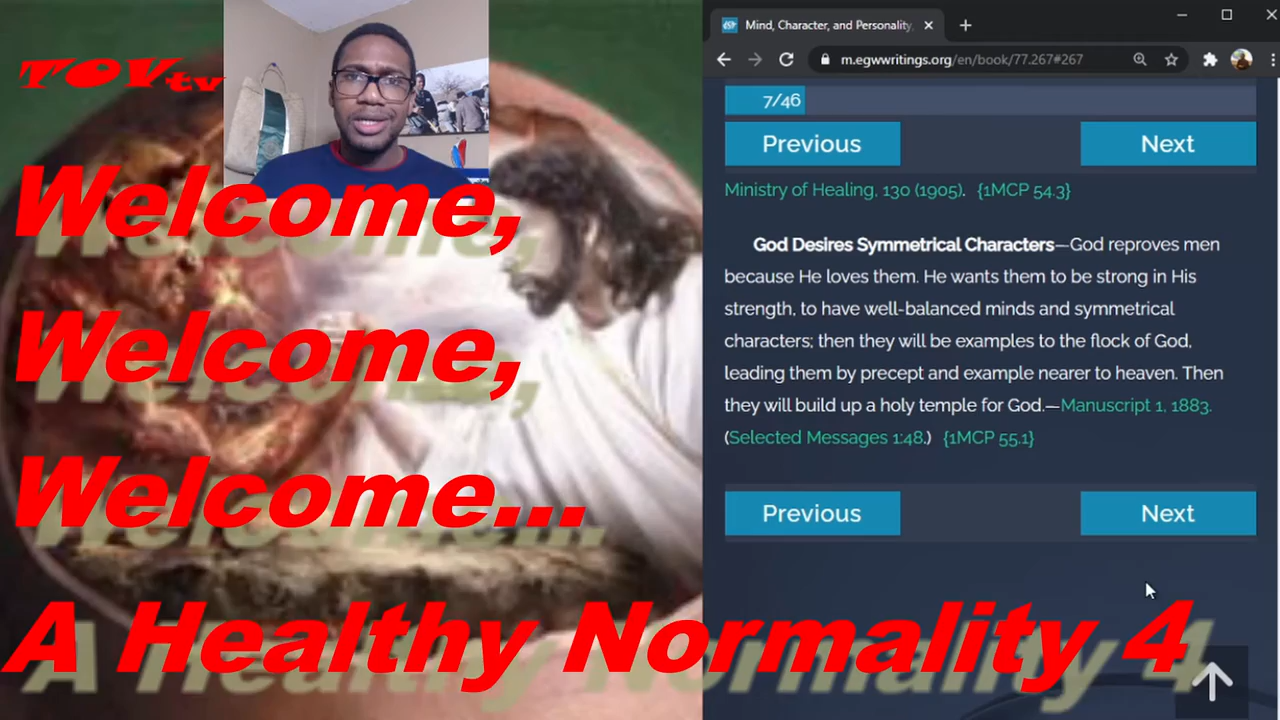 TOVtv
Welcome,
Welcome,
Welcome...
A Healthy Normality 4
Mind, Character, and Personality,
m.egwwritings.org/en/book/77.267#267
7/46
Previous
Next
Ministry of Healing, 130 (1905). {1MCP 54.3}
God Desires Symmetrical Characters—God reproves men
because He loves them. He wants them to be strong in His
strength, to have well-balanced minds and symmetrical
characters; then they will be examples to the flock of God,
leading them by precept and example nearer to heaven. Then
they will build up a holy temple for God.—Manuscript 1, 1883.
(Selected Messages 1:48.) {1MCP 55.1}
Previous
Next